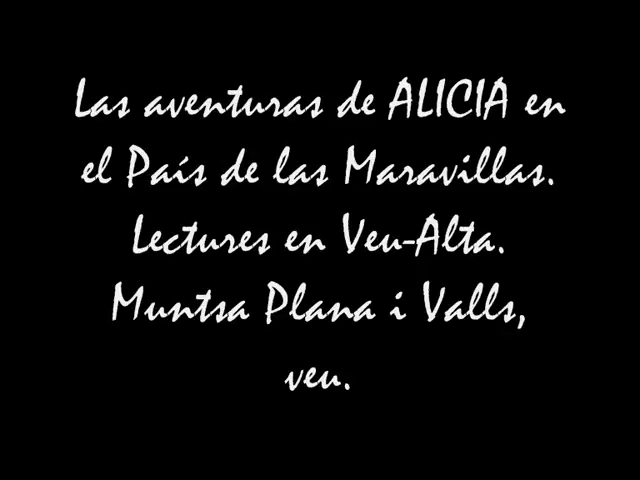 Las aventuras de ALICIA en
el País de las Maravillas.
Lectures en Veu-Alta.
Muntsa Plana i Valls,
veu.